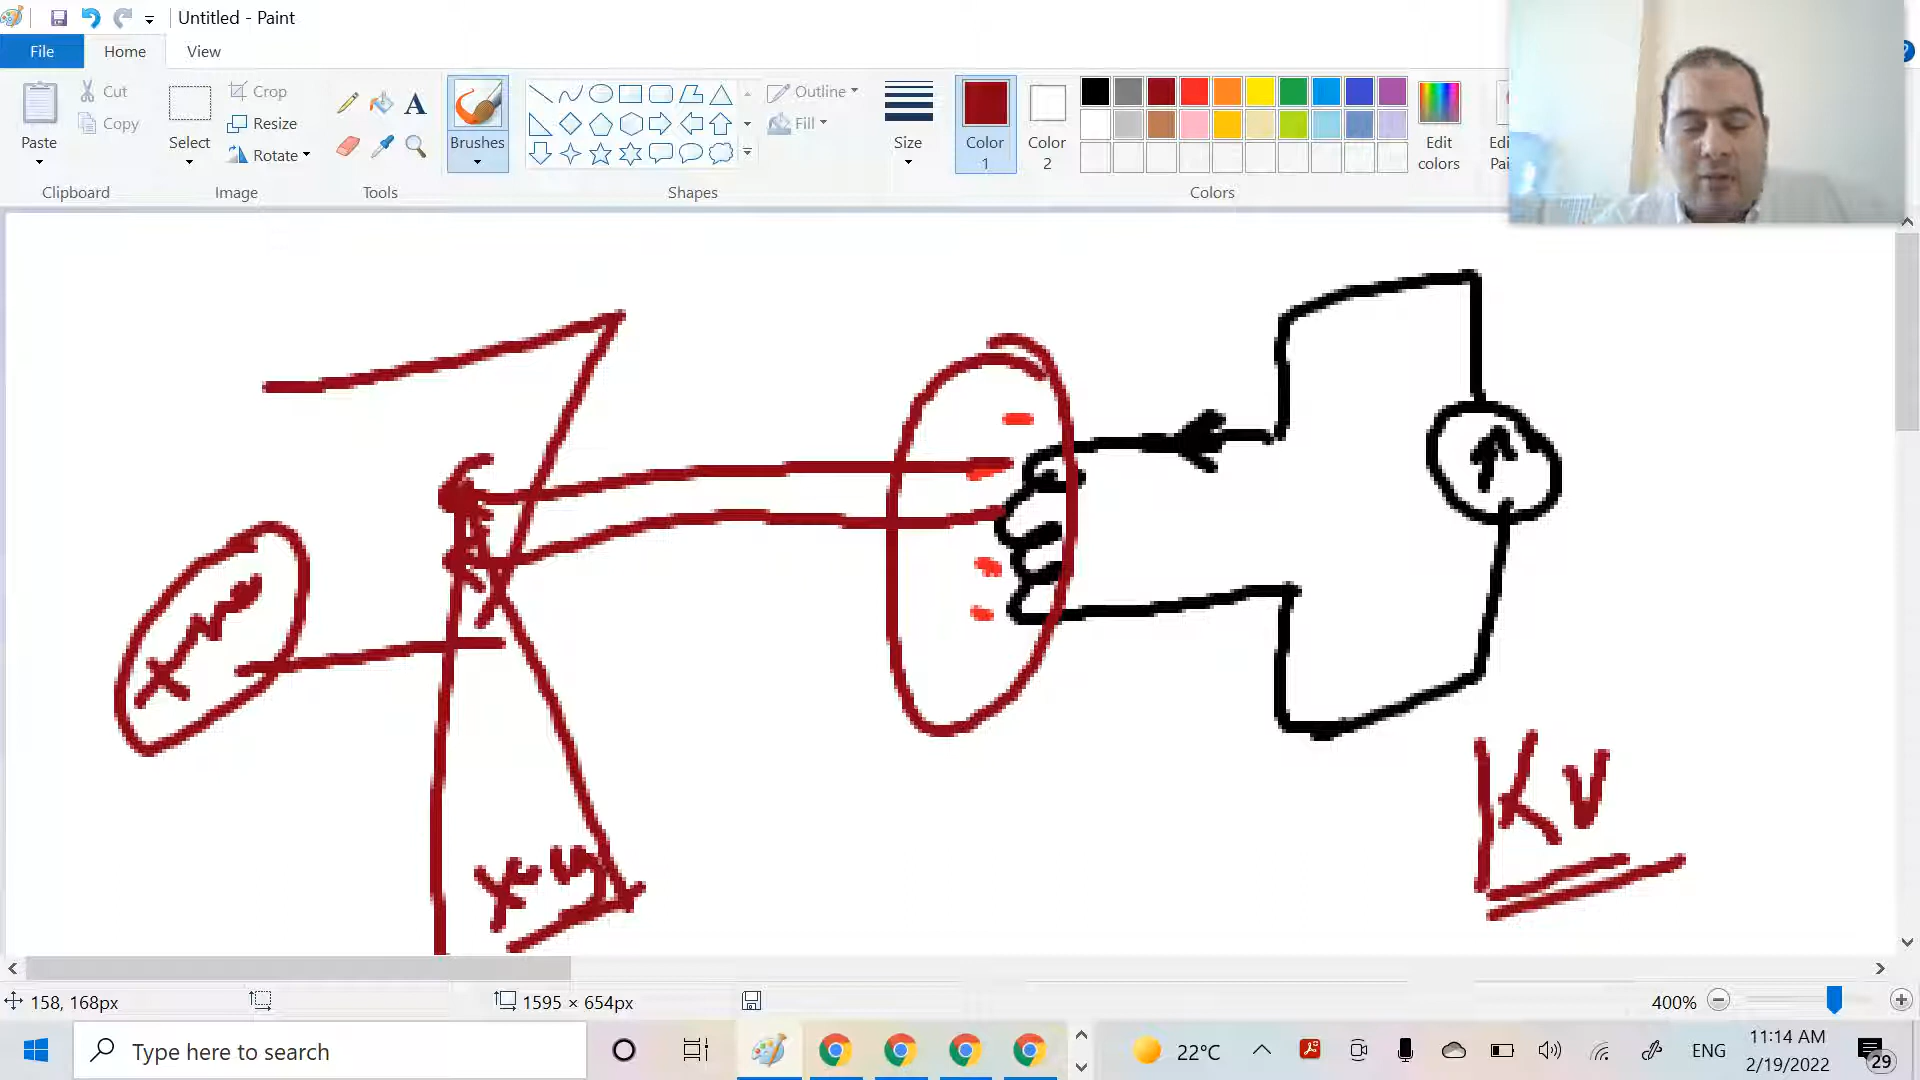 Untitled - Paint
File
Home
View
Paste
Cut
Copy
Clipboard
Select
Crop
Resize
Rotate
Image
A
Tools
Brushes
Outline
Fill
Shapes
Size
Color
1
Color
2
Edit
colors
Colors
KV
158, 168px
1595 × 654px
400%
Type here to search
22°C
ENG
11:14 AM
2/19/2022
29